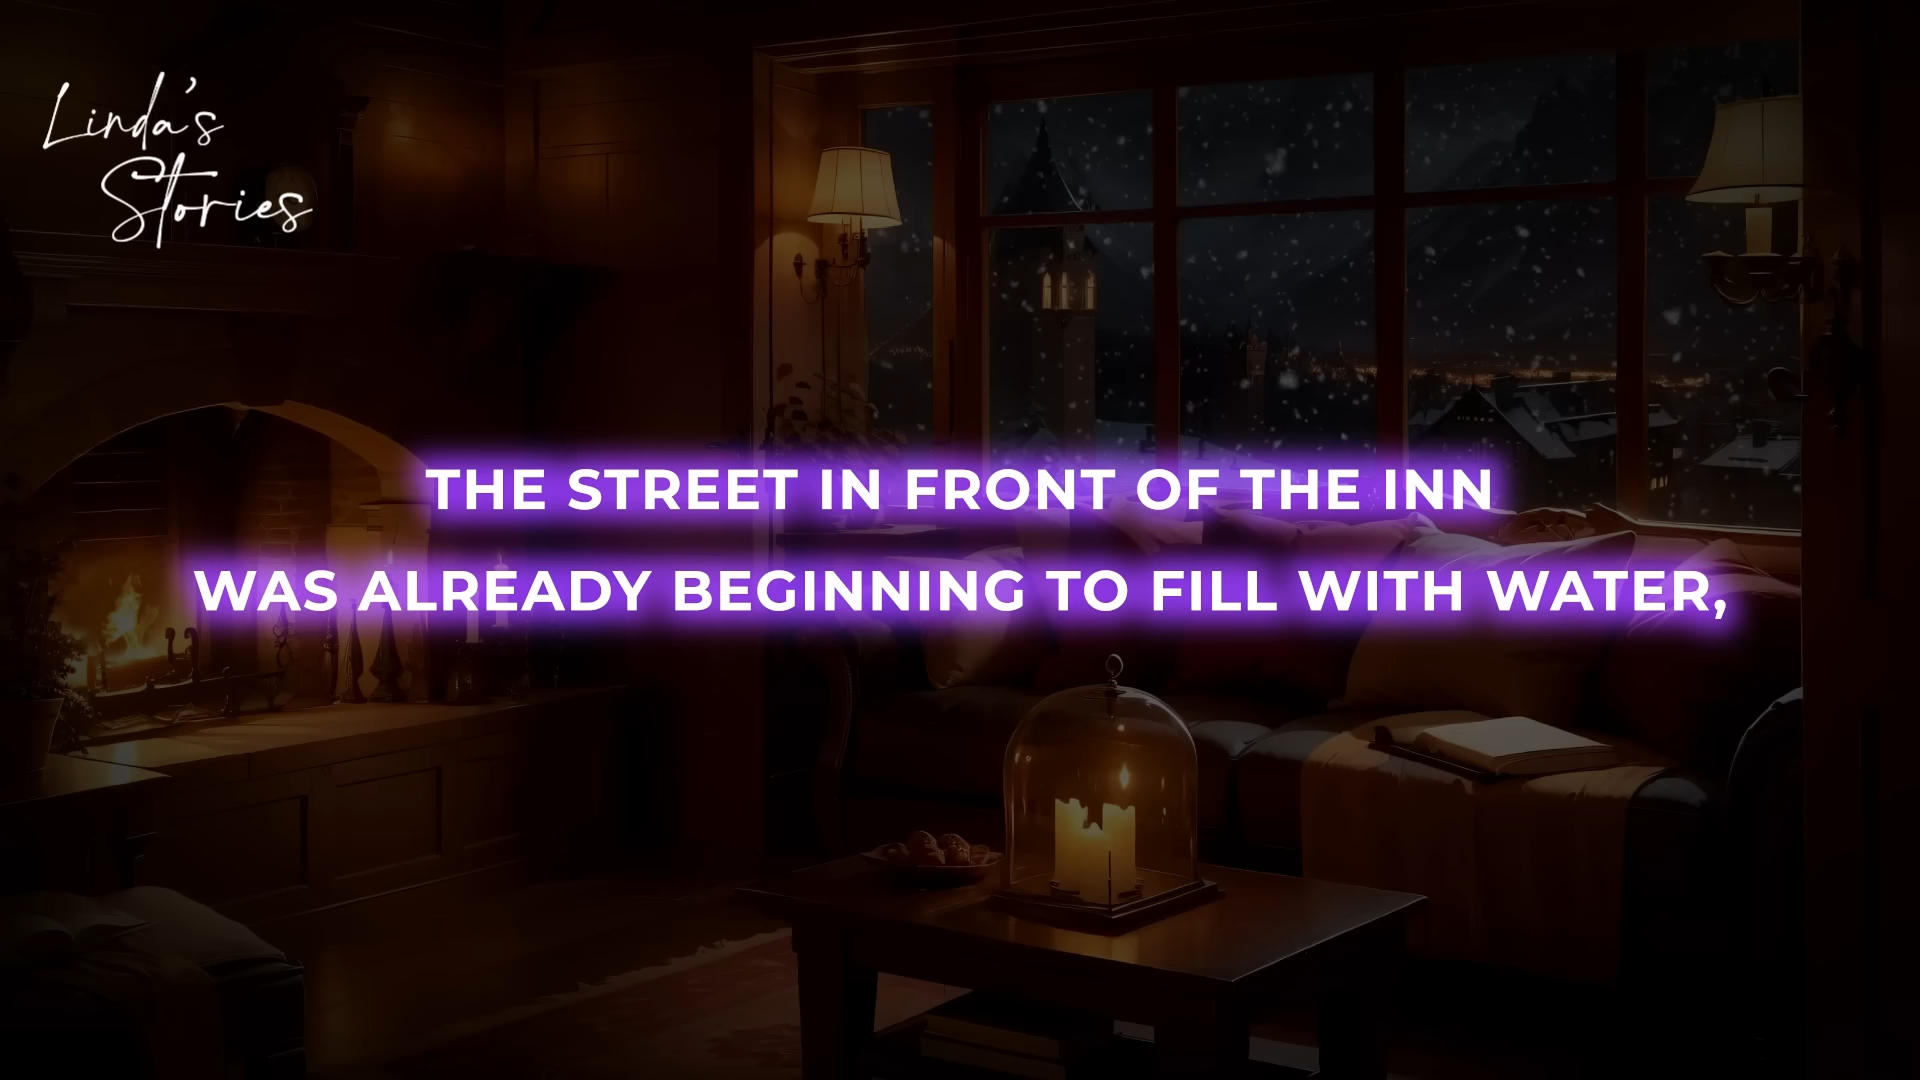 Linda's
Stories
THE STREET IN FRONT OF THE INN
WAS ALREADY BEGINNING TO FILL WITH WATER,